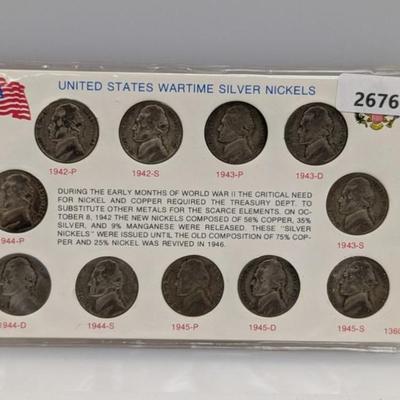 UNITED STATES WARTIME SILVER NICKELS
2676
1942-P 1942-S 1943-P 1943-D
DURING THE EARLY MONTHS OF WORLD WAR II THE CRITICAL NEED
FOR NICKEL AND COPPER REQUIRED THE TREASURY DEPT. TO
SUBSTITUTE OTHER METALS FOR THE SCARCE ELEMENTS. ON OC-
TOBER 8, 1942 THE NEW NICKELS COMPOSED OF 56% COPPER, 35%
SILVER, AND 9% MANGANESE WERE RELEASED. THESE "SILVER
NICKELS" WERE ISSUED UNTIL THE OLD COMPOSITION OF 75% COP-
PER AND 25% NICKEL WAS REVIVED IN 1946.
1944-P 1943-S
1944-D 1944-S 1945-P 1945-D 1945-S 1360